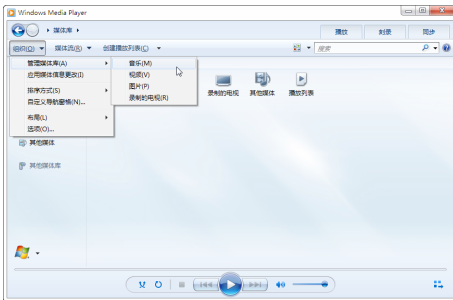 Windows Media Player
媒体库
播放 刻录 同步
组织(O) 媒体流(R) 创建播放列表(C) 搜索
管理媒体库(A) 音乐(M)
应用媒体信息更改(I) 视频(V)
图片(P)
排序方式(S) 录制的电视(R)
自定义导航窗格(N)...
布局(L)
选项(O)...
录制的电视 其他媒体 播放列表
其他媒体
其他媒体库